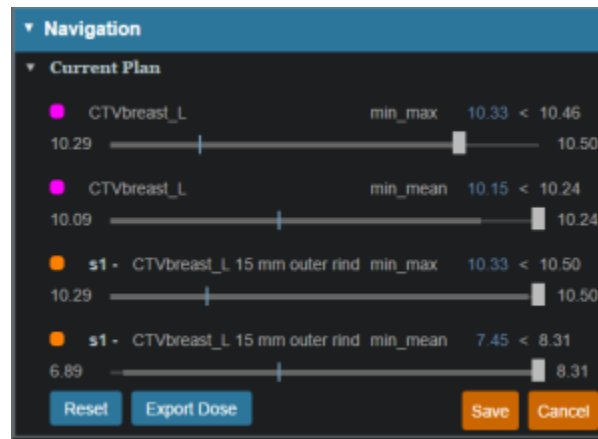 Navigation
Current Plan
CTVbreast_L min_max 10.33 < 10.46
10.29 10.50
CTVbreast_L min_mean 10.15 < 10.24
10.09 10.24
s1 - CTVbreast_L 15 mm outer rind min_max 10.33 < 10.50
10.29 10.50
s1 - CTVbreast_L 15 mm outer rind min_mean 7.45 < 8.31
6.89 8.31
Reset Export Dose Save Cancel